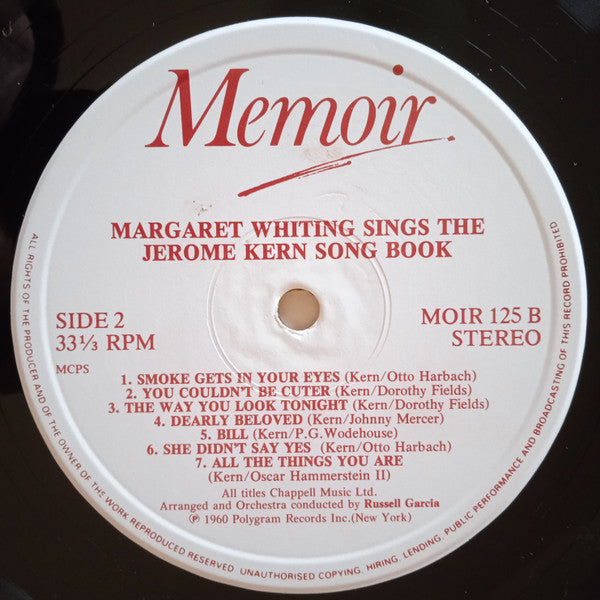 Memoir
MARGARET WHITING SINGS THE
JEROME KERN SONG BOOK
SIDE 2
33⅓ RPM
MCPS
MOIR 125 B
STEREO
1. SMOKE GETS IN YOUR EYES (Kern/Otto Harbach)
2. YOU COULDN'T BE CUTER (Kern/Dorothy Fields)
3. THE WAY YOU LOOK TONIGHT (Kern/Dorothy Fields)
4. DEARLY BELOVED (Kern/Johnny Mercer)
5. BILL (Kern/P.G.Wodehouse)
6. SHE DIDN'T SAY YES (Kern/Otto Harbach)
7. ALL THE THINGS YOU ARE
(Kern/Oscar Hammerstein II)
All titles Chappell Music Ltd.
Arranged and Orchestra conducted by Russell Garcia
℗ 1960 Polygram Records Inc.(New York)
ALL RIGHTS OF THE PRODUCER AND OF THE OWNER OF THE WORK REPRODUCED RESERVED. UNAUTHORISED COPYING, HIRING, LENDING, PUBLIC PERFORMANCE AND BROADCASTING OF THIS RECORD PROHIBITED